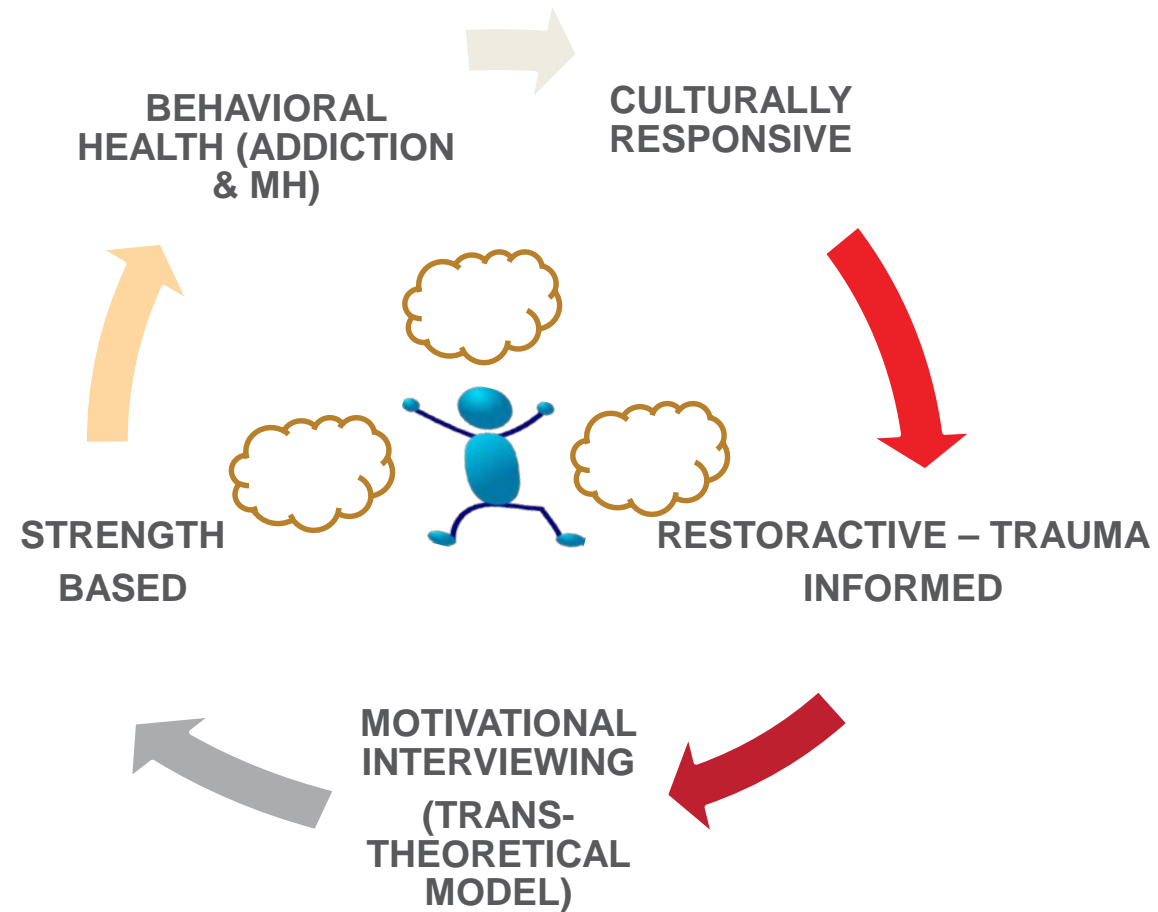 BEHAVIORAL
HEALTH (ADDICTION
& MH)
CULTURALLY
RESPONSIVE
RESTORACTIVE – TRAUMA
INFORMED
MOTIVATIONAL
INTERVIEWING
(TRANS-
THEORETICAL
MODEL)
STRENGTH
BASED